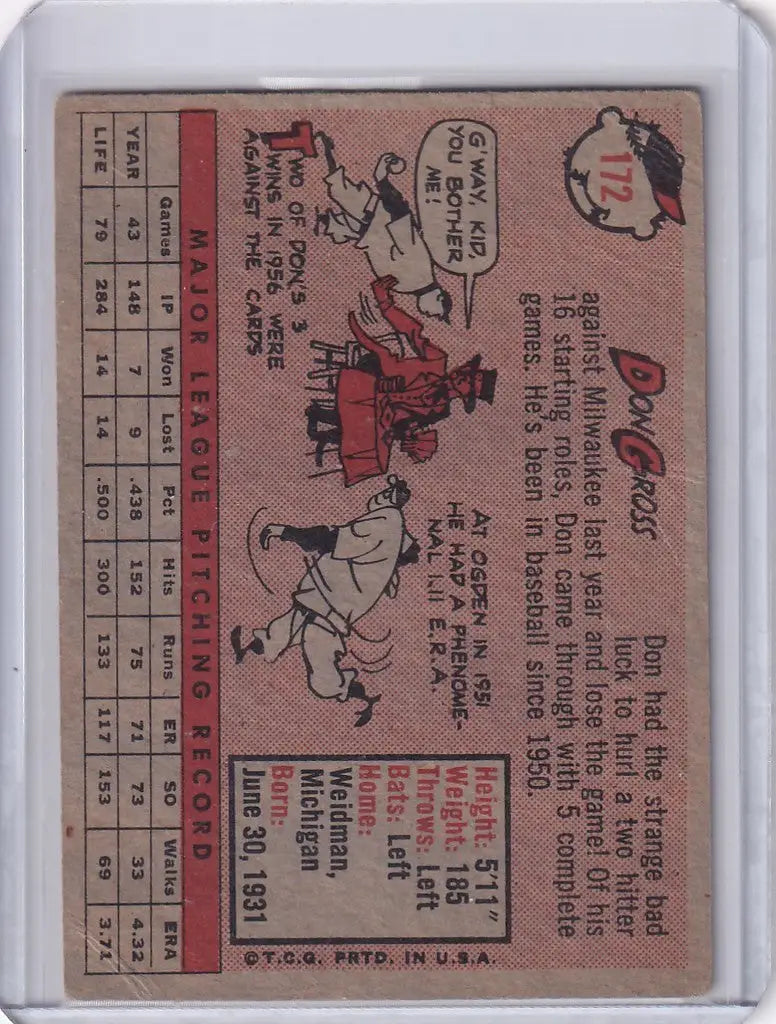 172
DON GROSS
Don had the strange bad
luck to hurl a two hitter
against Milwaukee last year and lose the game! Of his
16 starting roles, Don came through with 5 complete
games. He's been in baseball since 1950.
G'WAY, KID,
YOU BOTHER
ME!
TWO OF DON'S 3
WINS IN 1956 WERE
AGAINST THE CARDS
AT OGDEN IN 1951
HE HAD A PHENOME-
NAL 1.11 E.R.A.
Height: 5'11"
Weight: 185
Throws: Left
Bats: Left
Home:
Weidman,
Michigan
Born:
June 30, 1931
©T.C.G. PRTD. IN U.S.A.
MAJOR LEAGUE PITCHING RECORD
Games IP Won Lost Pct Hits Runs ER SO Walks ERA
YEAR 43 148 7 9 .438 152 75 71 73 33 4.32
LIFE 79 284 14 14 .500 300 133 117 153 69 3.71